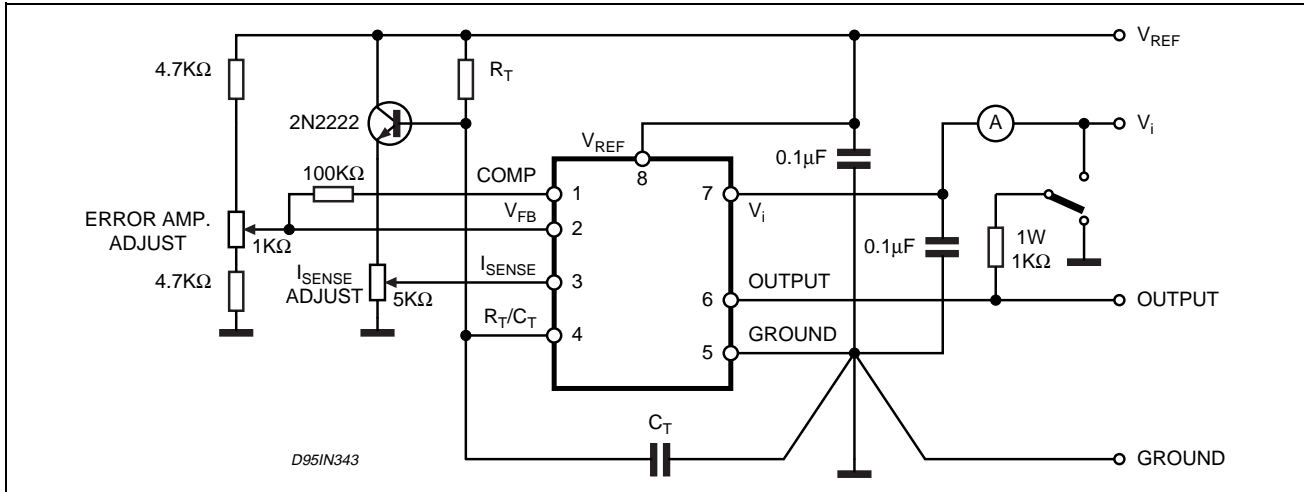 V_REF
4.7KΩ
R_T
2N2222
A
V_i
V_REF
8
0.1μF
100KΩ
COMP
1
7
V_i
V_FB
2
ERROR AMP.
ADJUST
1KΩ
0.1μF
1W
1KΩ
4.7KΩ
I_SENSE
ADJUST
5KΩ
I_SENSE
3
OUTPUT
6
OUTPUT
R_T/C_T
4
GROUND
5
C_T
D95IN343
GROUND